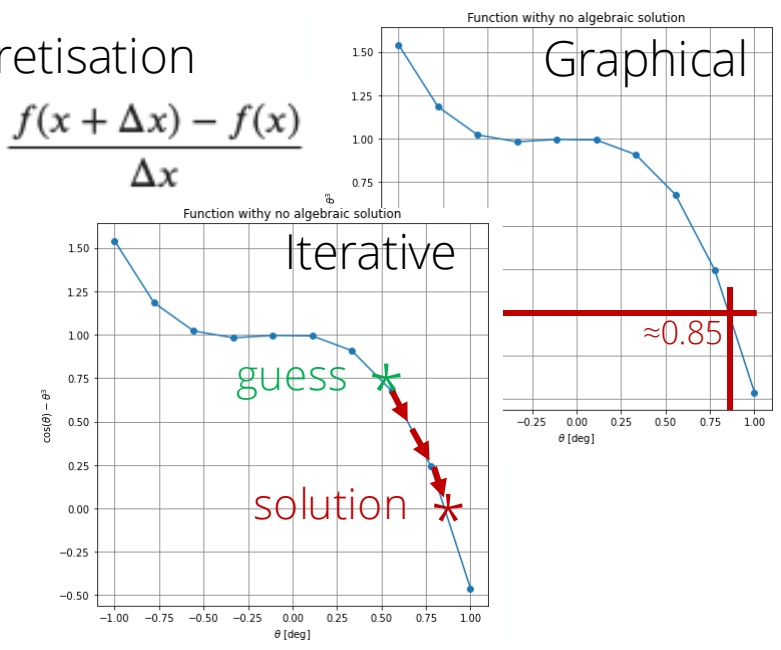 retisation
f(x + Δx) − f(x)
Δx
Function withy no algebraic solution
Graphical
1.50
1.25
1.00
0.75
θ³
≈0.85
−0.25
0.00
0.25
0.50
0.75
1.00
θ [deg]
Function withy no algebraic solution
Iterative
1.50
1.25
1.00
0.75
0.50
0.25
0.00
−0.25
−0.50
cos(θ) − θ³
guess
solution
−1.00
−0.75
−0.50
−0.25
0.00
0.25
0.50
0.75
1.00
θ [deg]